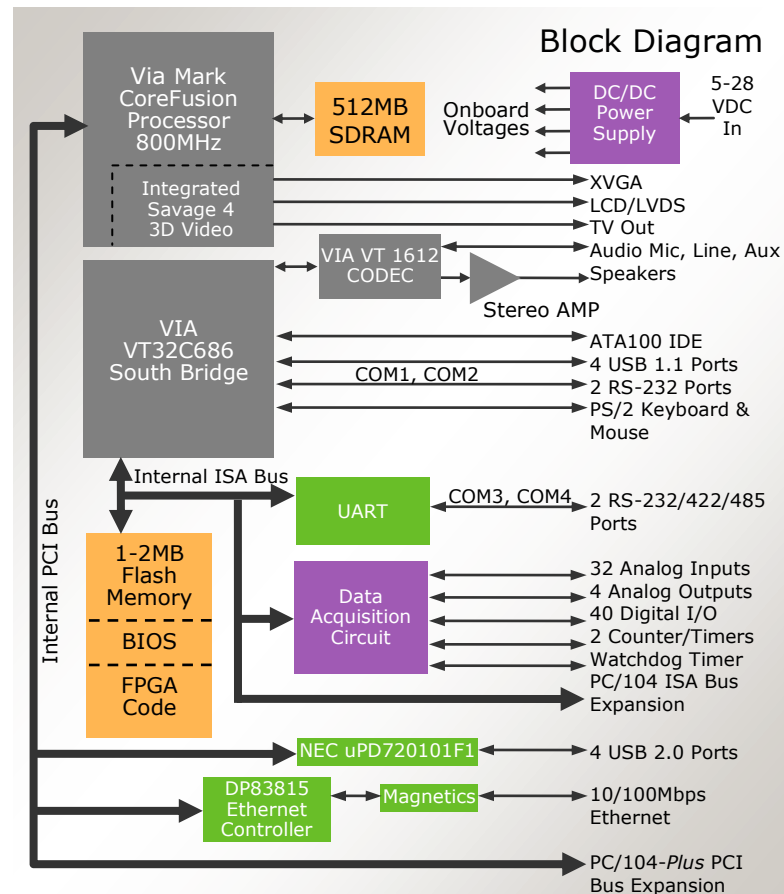 Block Diagram
Via Mark
CoreFusion
Processor
800MHz
512MB
SDRAM
Onboard
Voltages
DC/DC
Power
Supply
5-28
VDC
In
Integrated
Savage 4
3D Video
XVGA
LCD/LVDS
TV Out
VIA VT 1612
CODEC
Audio Mic, Line, Aux
Speakers
Stereo AMP
VIA
VT32C686
South Bridge
ATA100 IDE
4 USB 1.1 Ports
COM1, COM2
2 RS-232 Ports
PS/2 Keyboard &
Mouse
Internal ISA Bus
Internal PCI Bus
UART
COM3, COM4
2 RS-232/422/485
Ports
1-2MB
Flash
Memory
BIOS
FPGA
Code
Data
Acquisition
Circuit
32 Analog Inputs
4 Analog Outputs
40 Digital I/O
2 Counter/Timers
Watchdog Timer
PC/104 ISA Bus
Expansion
NEC uPD720101F1
4 USB 2.0 Ports
DP83815
Ethernet
Controller
Magnetics
10/100Mbps
Ethernet
PC/104-Plus PCI
Bus Expansion